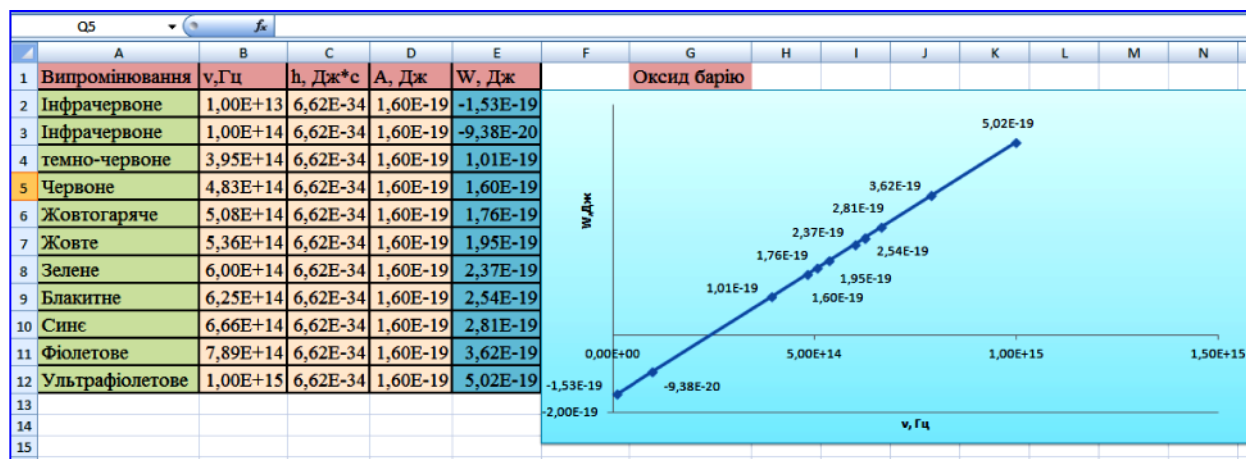 Q5 fx
A B C D E F G H I J K L M N
1 Випромінювання ν,Гц h, Дж*с A, Дж W, Дж Оксид барію
2 Інфрачервоне 1,00E+13 6,62E-34 1,60E-19 -1,53E-19
3 Інфрачервоне 1,00E+14 6,62E-34 1,60E-19 -9,38E-20
4 темно-червоне 3,95E+14 6,62E-34 1,60E-19 1,01E-19
5 Червоне 4,83E+14 6,62E-34 1,60E-19 1,60E-19
6 Жовтогаряче 5,08E+14 6,62E-34 1,60E-19 1,76E-19
7 Жовте 5,36E+14 6,62E-34 1,60E-19 1,95E-19
8 Зелене 6,00E+14 6,62E-34 1,60E-19 2,37E-19
9 Блакитне 6,25E+14 6,62E-34 1,60E-19 2,54E-19
10 Синє 6,66E+14 6,62E-34 1,60E-19 2,81E-19
11 Фіолетове 7,89E+14 6,62E-34 1,60E-19 3,62E-19
12 Ультрафіолетове 1,00E+15 6,62E-34 1,60E-19 5,02E-19
13
14
15
W,Дж
5,02E-19
3,62E-19
2,81E-19
2,37E-19
2,54E-19
1,76E-19
1,95E-19
1,01E-19
1,60E-19
0,00E+00 5,00E+14 1,00E+15 1,50E+15
-1,53E-19
-9,38E-20
-2,00E-19
ν, Гц